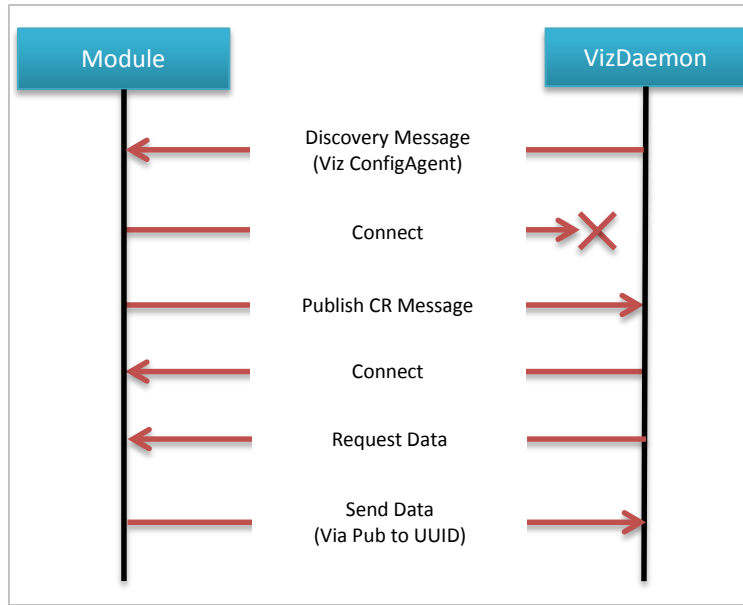 Module
VizDaemon
Discovery Message
(Viz ConfigAgent)
Connect
Publish CR Message
Connect
Request Data
Send Data
(Via Pub to UUID)